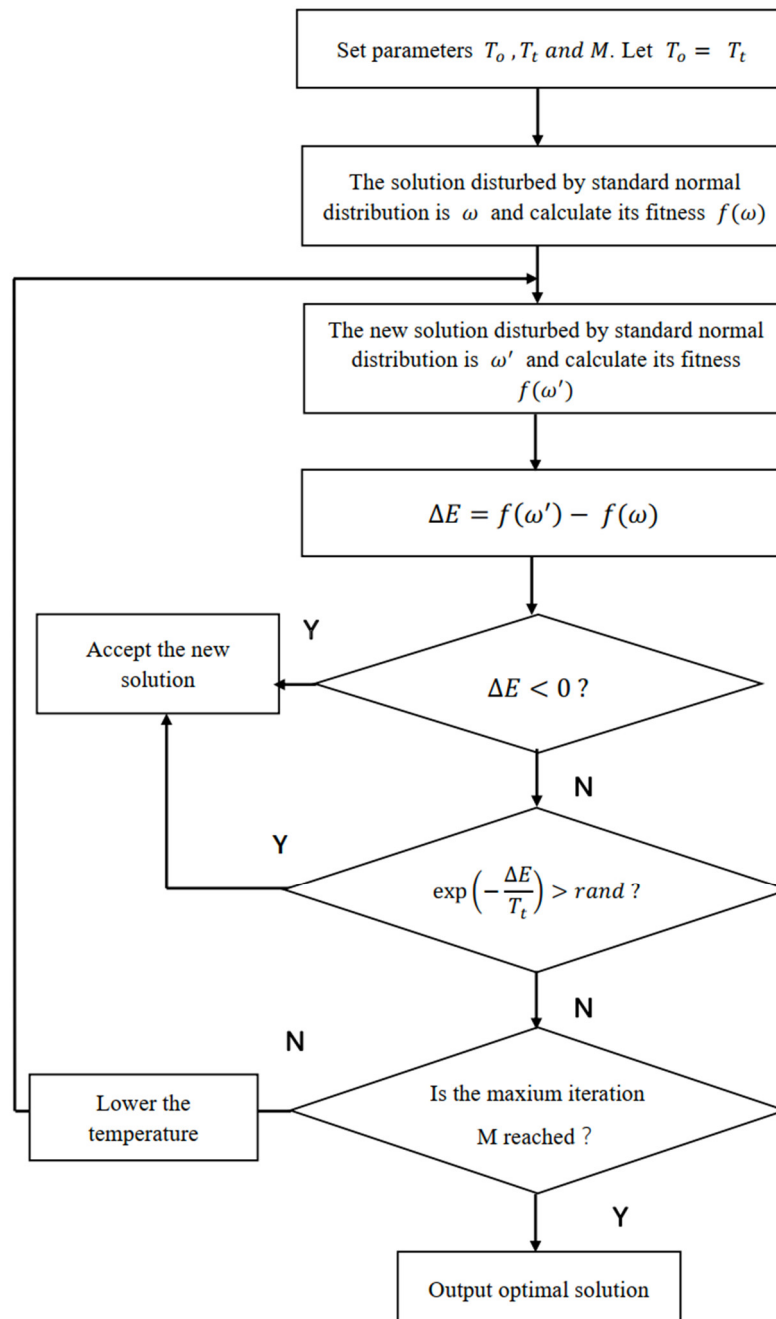 Set parameters T_o , T_t and M. Let T_o = T_t
The solution disturbed by standard normal
distribution is ω and calculate its fitness f(ω)
The new solution disturbed by standard normal
distribution is ω′ and calculate its fitness
f(ω′)
ΔE = f(ω′) − f(ω)
Y
Accept the new
solution
ΔE < 0 ?
N
Y
exp(−ΔE/T_t) > rand ?
N
N
Is the maxium iteration
M reached ?
Lower the
temperature
Y
Output optimal solution